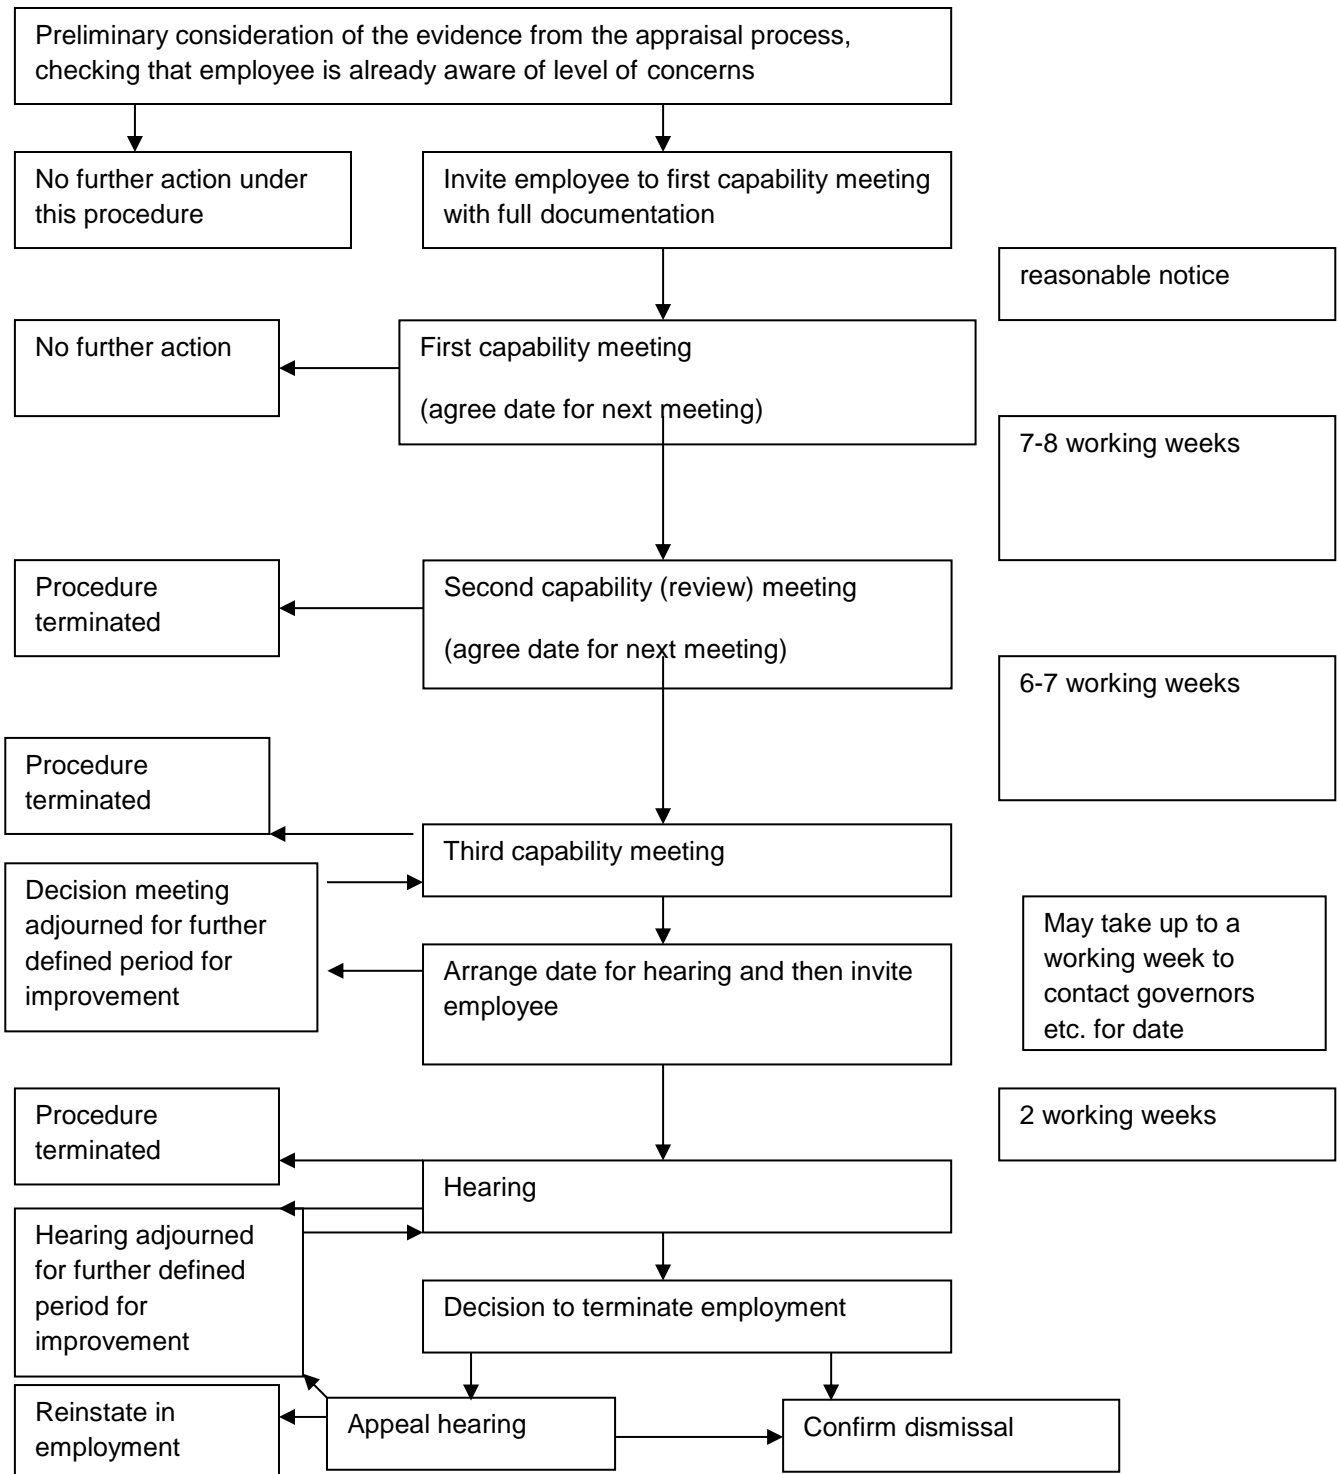 Preliminary consideration of the evidence from the appraisal process,
checking that employee is already aware of level of concerns
No further action under
this procedure
Invite employee to first capability meeting
with full documentation
reasonable notice
No further action
First capability meeting
(agree date for next meeting)
7-8 working weeks
Procedure
terminated
Second capability (review) meeting
(agree date for next meeting)
6-7 working weeks
Procedure
terminated
Third capability meeting
Decision meeting
adjourned for further
defined period for
improvement
Arrange date for hearing and then invite
employee
May take up to a
working week to
contact governors
etc. for date
Procedure
terminated
2 working weeks
Hearing
Hearing adjourned
for further defined
period for
improvement
Decision to terminate employment
Reinstate in
employment
Appeal hearing
Confirm dismissal